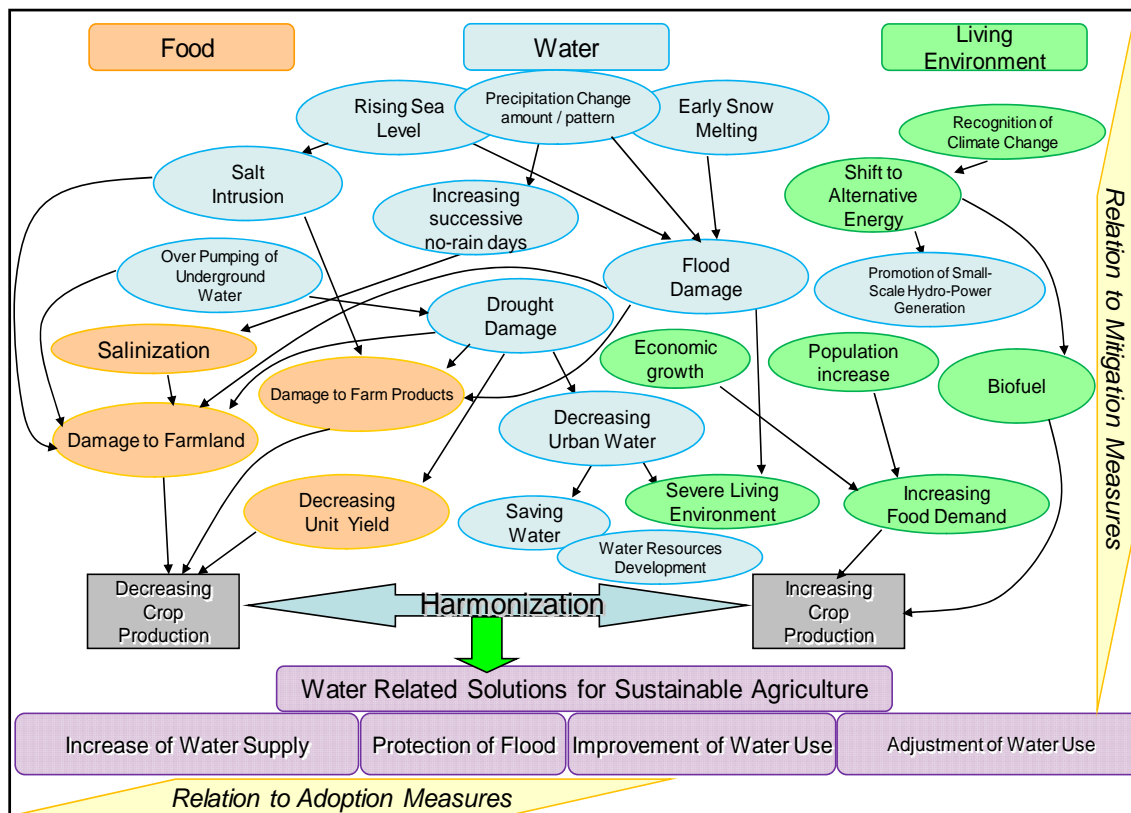 Food
Water
Living
Environment
Rising Sea
Level
Precipitation Change
amount / pattern
Early Snow
Melting
Recognition of
Climate Change
Salt
Intrusion
Increasing
successive
no-rain days
Shift to
Alternative
Energy
Over Pumping of
Underground
Water
Flood
Damage
Promotion of Small-
Scale Hydro-Power
Generation
Drought
Damage
Salinization
Economic
growth
Population
increase
Biofuel
Damage to Farm Products
Damage to Farmland
Decreasing
Urban Water
Decreasing
Unit Yield
Severe Living
Environment
Increasing
Food Demand
Saving
Water
Water Resources
Development
Decreasing
Crop
Production
Harmonization
Increasing
Crop
Production
Water Related Solutions for Sustainable Agriculture
Increase of Water Supply
Protection of Flood
Improvement of Water Use
Adjustment of Water Use
Relation to Adoption Measures
Relation to Mitigation Measures